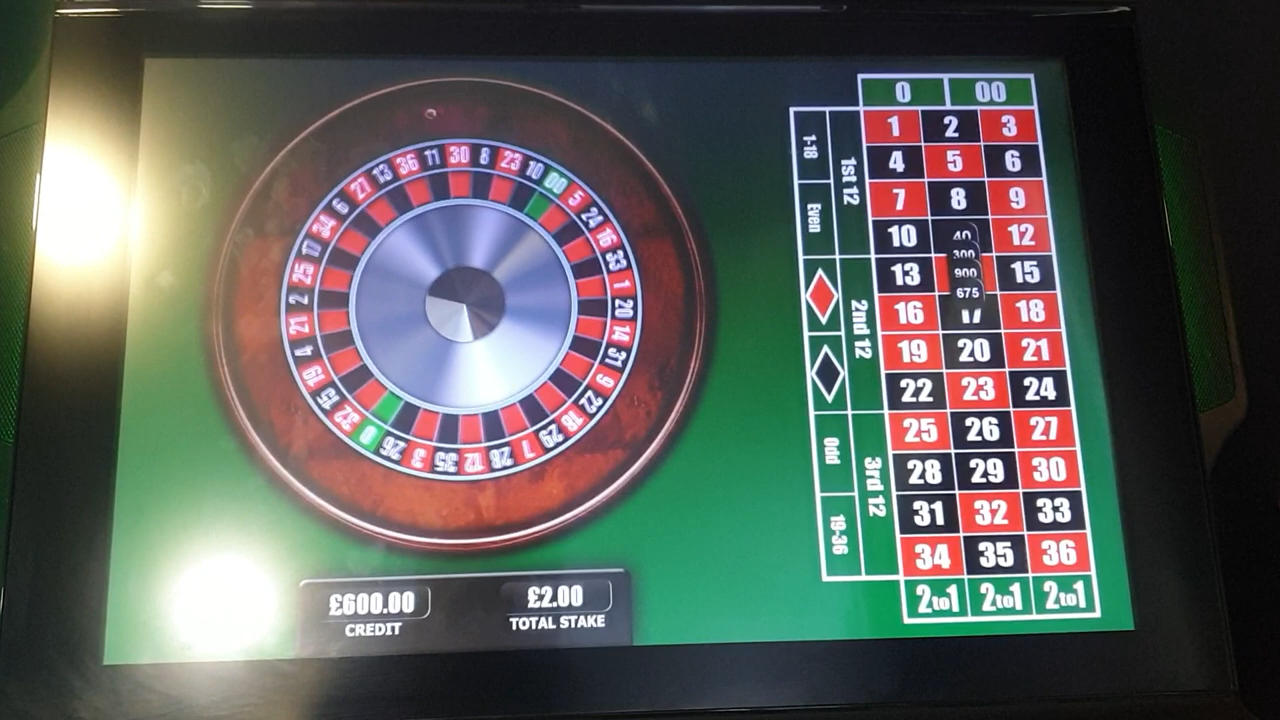 30
8
23
10
00
5
24
16
33
1
20
14
31
9
22
18
29
7
28
12
35
3
26
0
32
15
19
4
21
2
25
17
34
6
27
13
36
11
0 00
1 2 3
4 5 6
7 8 9
10 12
13 15
16 17 18
19 20 21
22 23 24
25 26 27
28 29 30
31 32 33
34 35 36
2to1 2to1 2to1
40
300
900
675
1st 12
2nd 12
3rd 12
1-18
Even
Odd
19-36
£600.00
CREDIT
£2.00
TOTAL STAKE